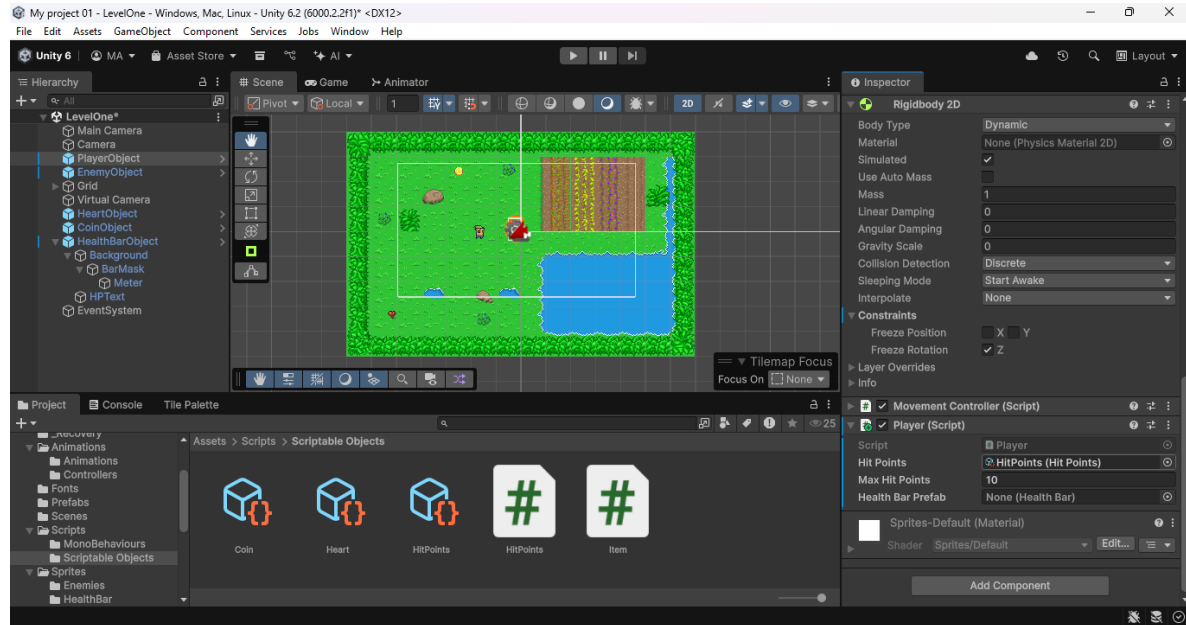 My project 01 - LevelOne - Windows, Mac, Linux - Unity 6.2 (6000.2.2f1)* <DX12>
File Edit Assets GameObject Component Services Jobs Window Help
Unity 6 MA Asset Store AI Layout
Hierarchy
All
LevelOne*
Main Camera
Camera
PlayerObject
EnemyObject
Grid
Virtual Camera
HeartObject
CoinObject
HealthBarObject
Background
BarMask
Meter
HPText
EventSystem
Scene Game Animator
Pivot Local 1 2D
Tilemap Focus
Focus On None
Inspector
Rigidbody 2D
Body Type Dynamic
Material None (Physics Material 2D)
Simulated
Use Auto Mass
Mass 1
Linear Damping 0
Angular Damping 0
Gravity Scale 0
Collision Detection Discrete
Sleeping Mode Start Awake
Interpolate None
Constraints
Freeze Position X Y
Freeze Rotation Z
Layer Overrides
Info
Movement Controller (Script)
Player (Script)
Script Player
Hit Points HitPoints (Hit Points)
Max Hit Points 10
Health Bar Prefab None (Health Bar)
Sprites-Default (Material)
Shader Sprites/Default Edit...
Add Component
Project Console Tile Palette
25
_Recovery
Animations
Animations
Controllers
Fonts
Prefabs
Scenes
Scripts
MonoBehaviours
Scriptable Objects
Sprites
Enemies
HealthBar
Assets > Scripts > Scriptable Objects
Coin Heart HitPoints HitPoints Item